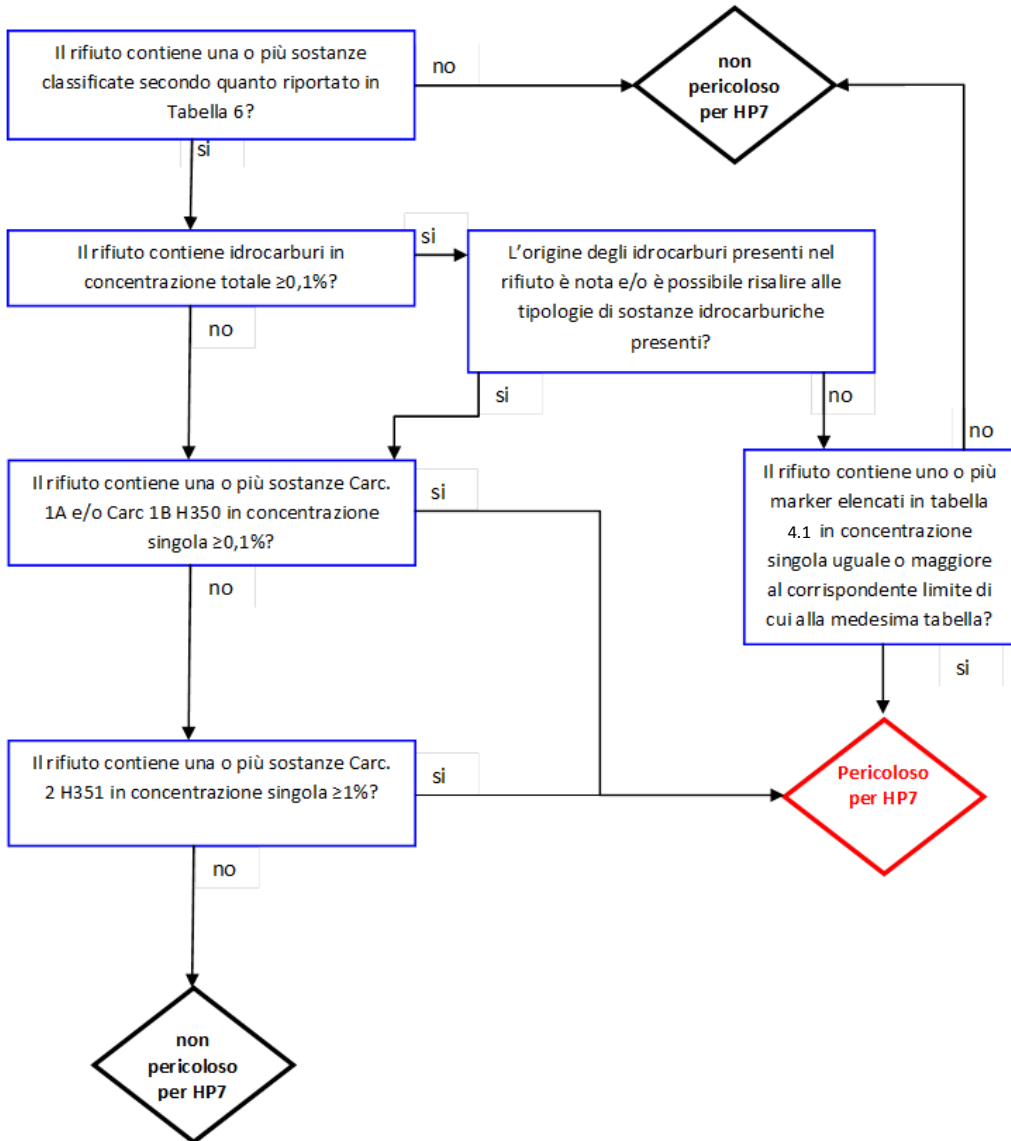 Il rifiuto contiene una o più sostanze
classificate secondo quanto riportato in
Tabella 6?
no
non
pericoloso
per HP7
si
Il rifiuto contiene idrocarburi in
concentrazione totale ≥0,1%?
si
L'origine degli idrocarburi presenti nel
rifiuto è nota e/o è possibile risalire alle
tipologie di sostanze idrocarburiche
presenti?
no
si
no
no
Il rifiuto contiene una o più sostanze Carc.
1A e/o Carc 1B H350 in concentrazione
singola ≥0,1%?
si
Il rifiuto contiene uno o più
marker elencati in tabella
4.1 in concentrazione
singola uguale o maggiore
al corrispondente limite di
cui alla medesima tabella?
no
si
Il rifiuto contiene una o più sostanze Carc.
2 H351 in concentrazione singola ≥1%?
si
Pericoloso
per HP7
no
non
pericoloso
per HP7